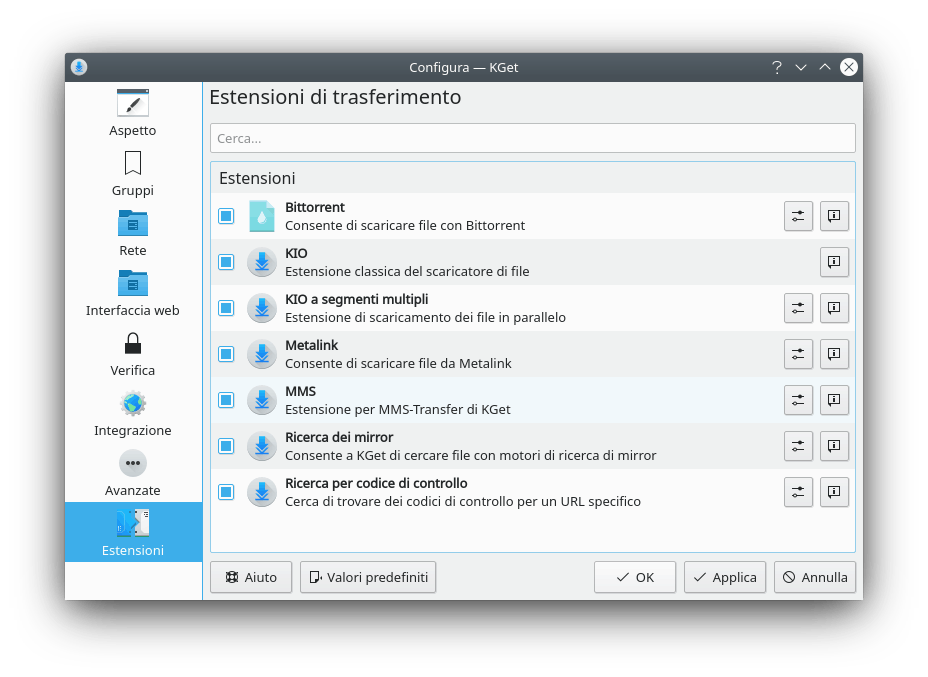 Configura — KGet
Aspetto
Gruppi
Rete
Interfaccia web
Verifica
Integrazione
Avanzate
Estensioni
Estensioni di trasferimento
Cerca...
Estensioni
Bittorrent
Consente di scaricare file con Bittorrent
KIO
Estensione classica del scaricatore di file
KIO a segmenti multipli
Estensione di scaricamento dei file in parallelo
Metalink
Consente di scaricare file da Metalink
MMS
Estensione per MMS-Transfer di KGet
Ricerca dei mirror
Consente a KGet di cercare file con motori di ricerca di mirror
Ricerca per codice di controllo
Cerca di trovare dei codici di controllo per un URL specifico
Aiuto
Valori predefiniti
OK
Applica
Annulla